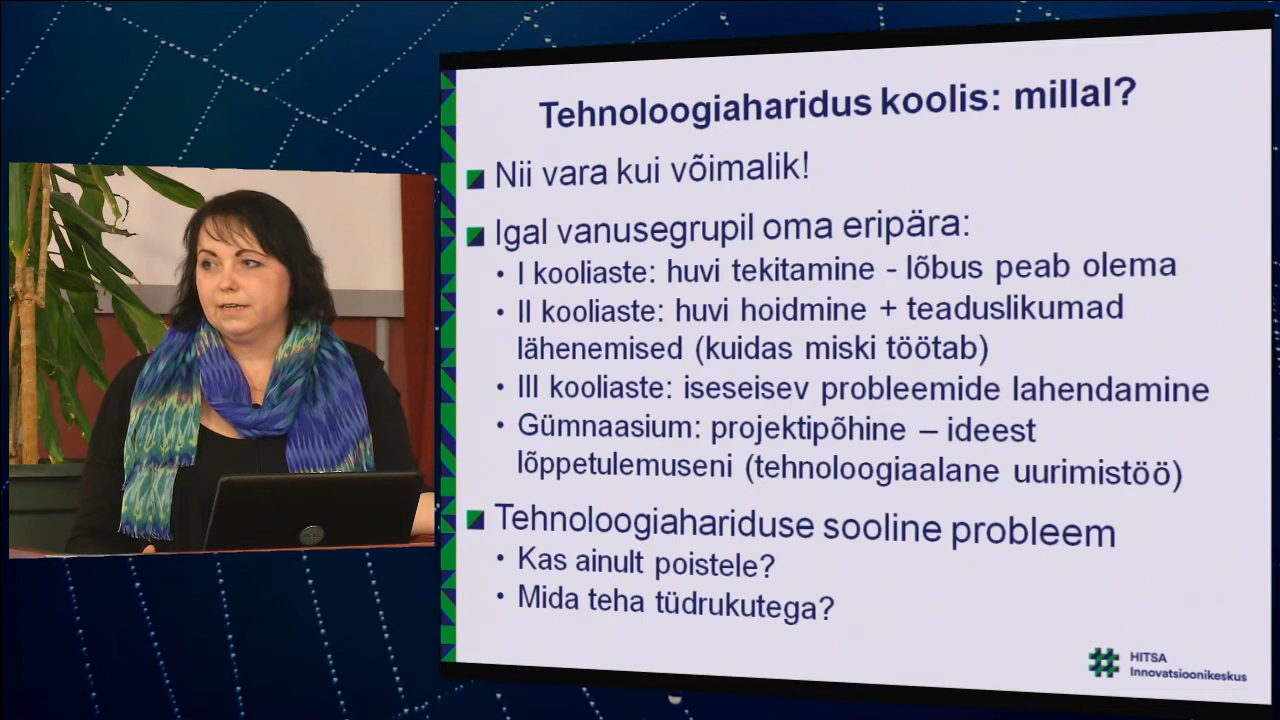 Tehnoloogiaharidus koolis: millal?
Nii vara kui võimalik!
Igal vanusegrupil oma eripära:
• I kooliaste: huvi tekitamine - lõbus peab olema
• II kooliaste: huvi hoidmine + teaduslikumad
lähenemised (kuidas miski töötab)
• III kooliaste: iseseisev probleemide lahendamine
• Gümnaasium: projektipõhine – ideest
lõppetulemuseni (tehnoloogiaalane uurimistöö)
Tehnoloogiahariduse sooline probleem
• Kas ainult poistele?
• Mida teha tüdrukutega?
HITSA
Innovatsioonikeskus